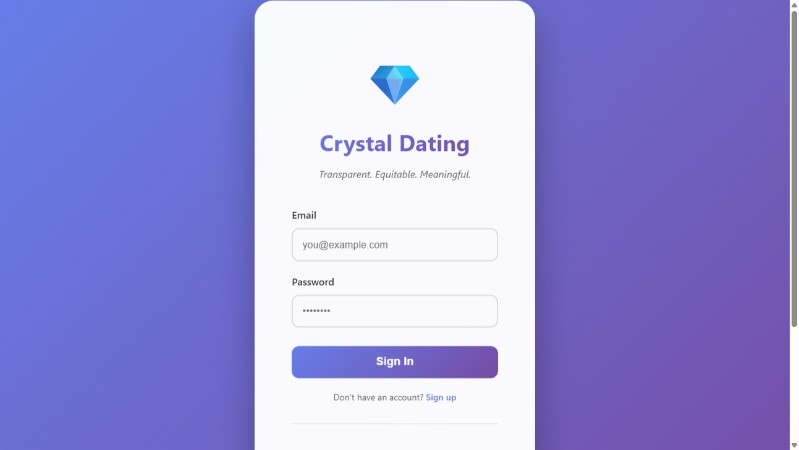 Crystal Dating
Transparent. Equitable. Meaningful.
Email
you@example.com
Password
••••••••
Sign In
Don't have an account? Sign up